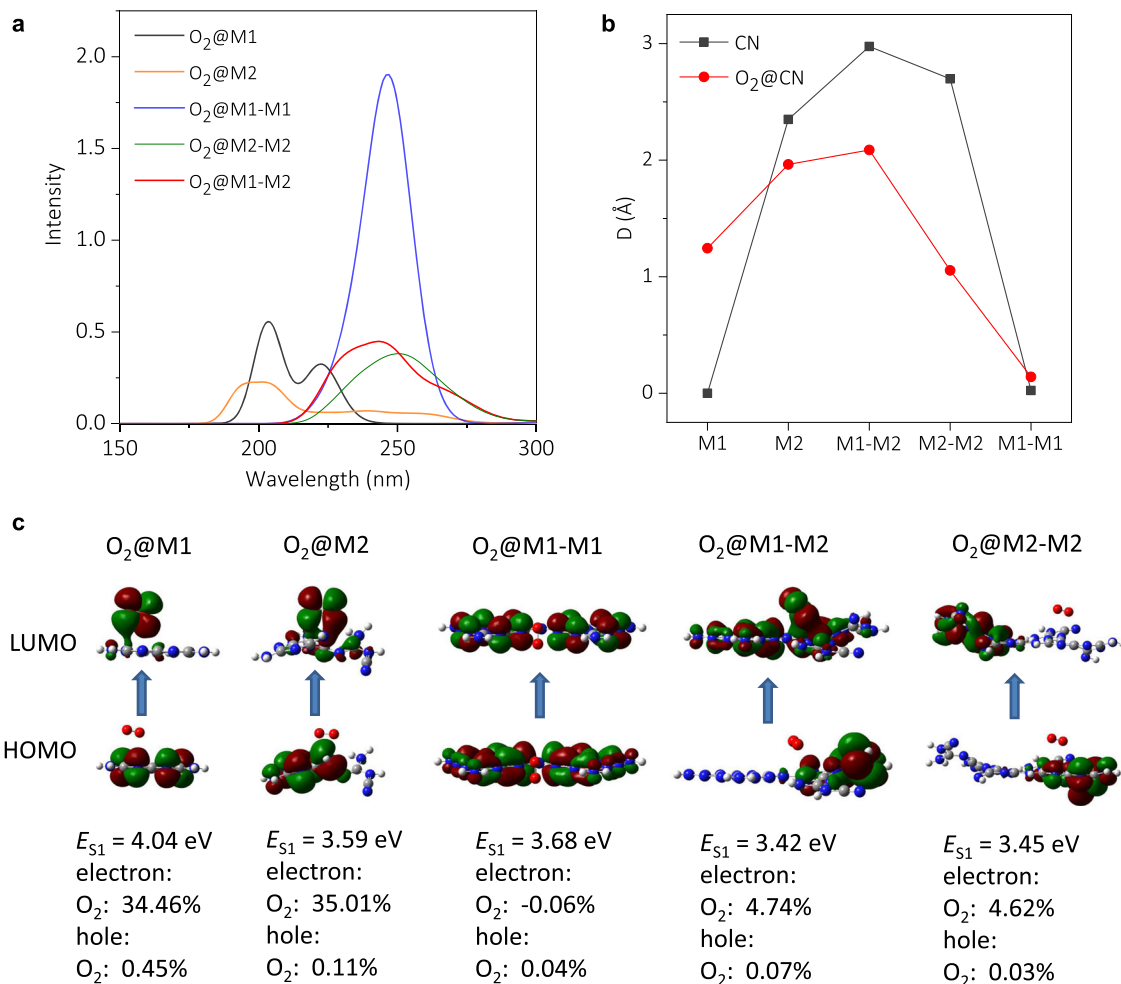 a
O₂@M1
O₂@M2
O₂@M1-M1
O₂@M2-M2
O₂@M1-M2
2.0
1.5
1.0
0.5
0.0
Intensity
150 200 250 300
Wavelength (nm)
b
CN
O₂@CN
3
2
1
0
D (Å)
M1 M2 M1-M2 M2-M2 M1-M1
c
O₂@M1 O₂@M2 O₂@M1-M1 O₂@M1-M2 O₂@M2-M2
LUMO
HOMO
E_S1 = 4.04 eV
electron:
O₂: 34.46%
hole:
O₂: 0.45%
E_S1 = 3.59 eV
electron:
O₂: 35.01%
hole:
O₂: 0.11%
E_S1 = 3.68 eV
electron:
O₂: -0.06%
hole:
O₂: 0.04%
E_S1 = 3.42 eV
electron:
O₂: 4.74%
hole:
O₂: 0.07%
E_S1 = 3.45 eV
electron:
O₂: 4.62%
hole:
O₂: 0.03%